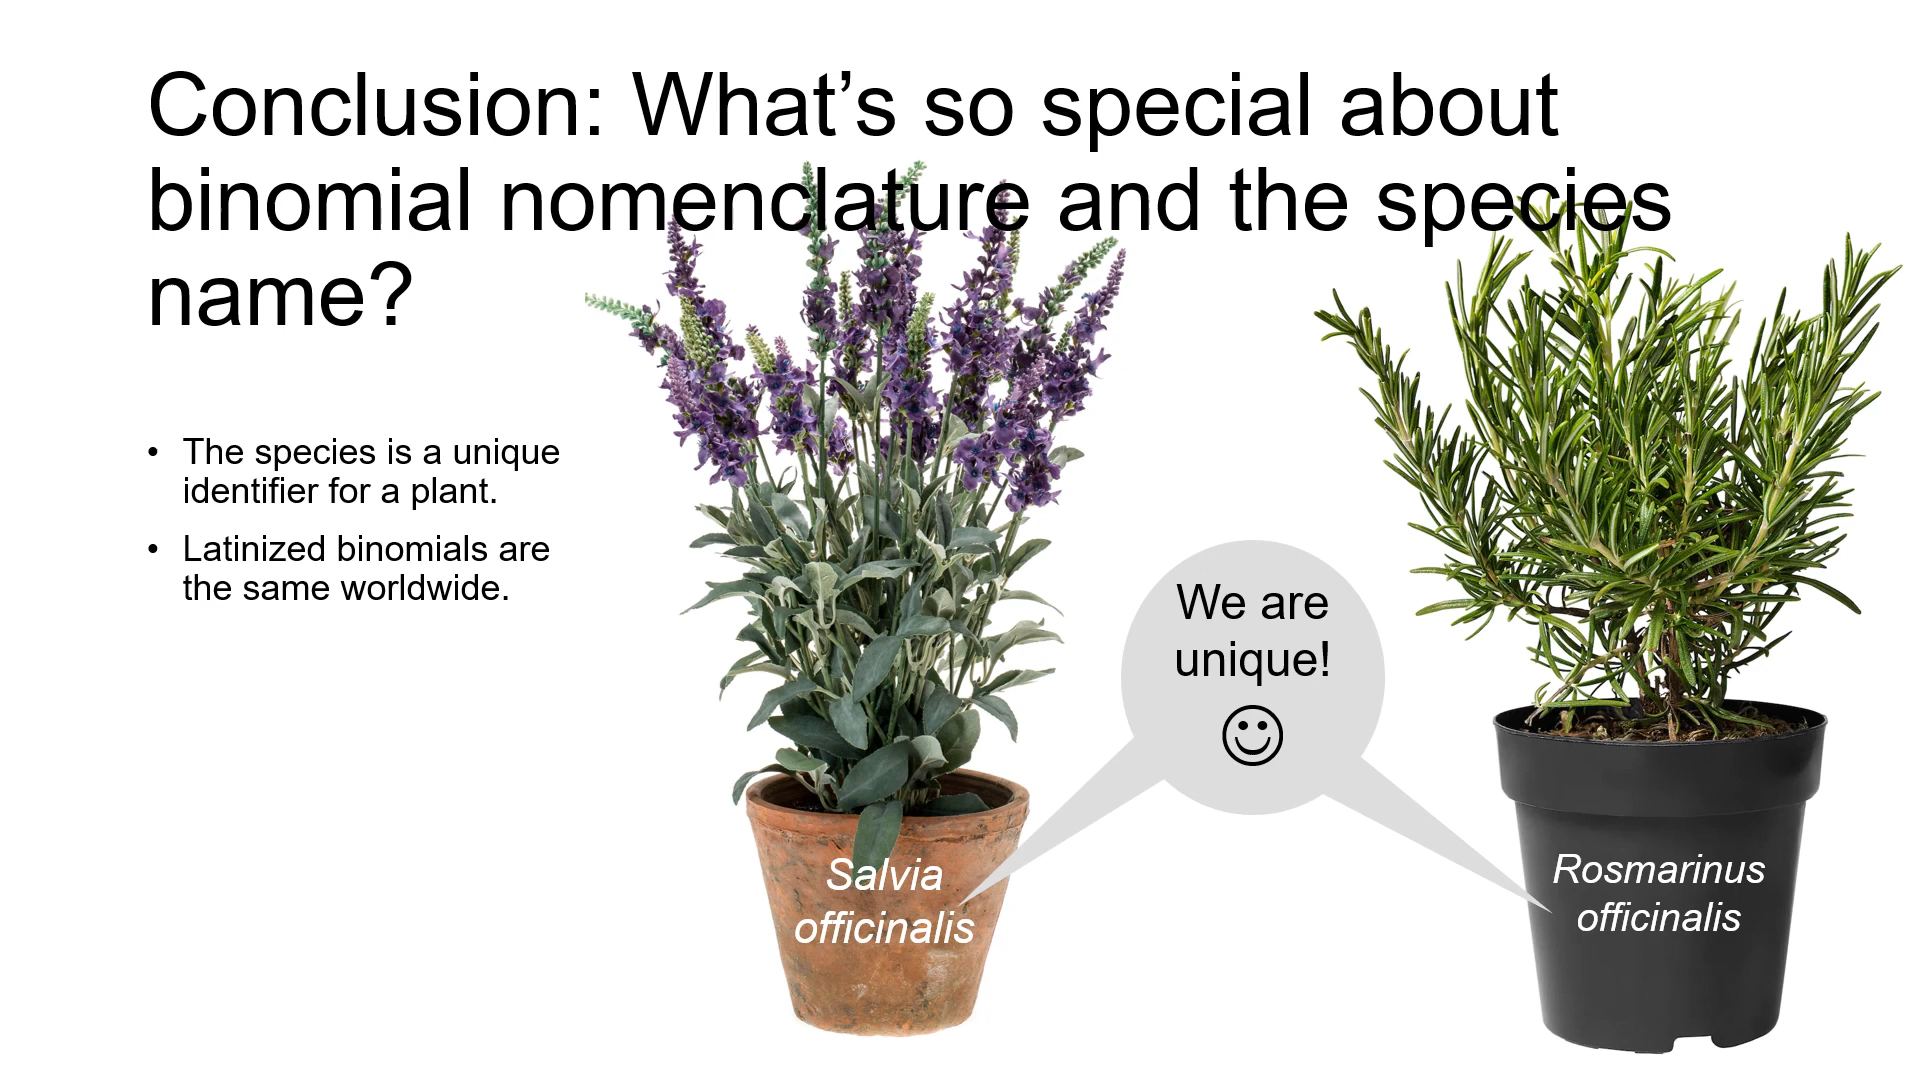 Conclusion: What’s so special about
binomial nomenclature and the species
name?
• The species is a unique
identifier for a plant.
• Latinized binomials are
the same worldwide.
We are
unique!
☺
Salvia
officinalis
Rosmarinus
officinalis